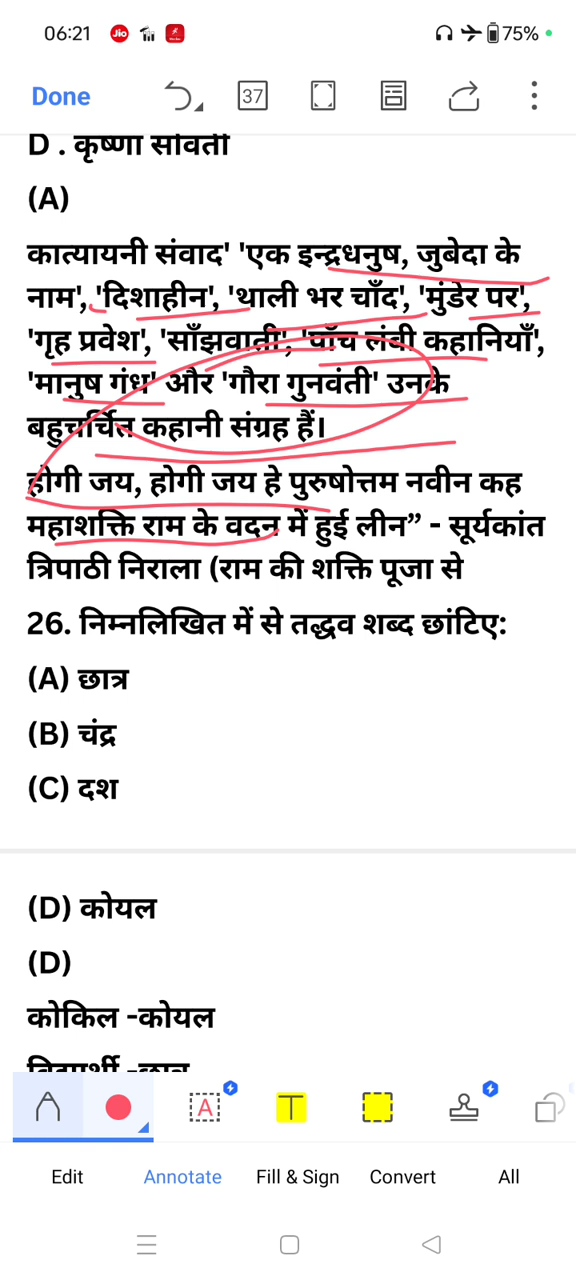 06:21
Jio
75%
Done
37
D . कृष्णा सोवती
(A)
कात्यायनी संवाद' 'एक इन्द्रधनुष, जुबेदा के
नाम', 'दिशाहीन', 'थाली भर चाँद', 'मुंडेर पर',
'गृह प्रवेश', 'साँझवाती', 'पाँच लंबी कहानियाँ',
'मानुष गंध' और 'गौरा गुनवंती' उनके
बहुचर्चित कहानी संग्रह हैं।
होगी जय, होगी जय हे पुरुषोत्तम नवीन कह
महाशक्ति राम के वदन में हुई लीन” - सूर्यकांत
त्रिपाठी निराला (राम की शक्ति पूजा से
26. निम्नलिखित में से तद्भव शब्द छांटिए:
(A) छात्र
(B) चंद्र
(C) दश
(D) कोयल
(D)
कोकिल -कोयल
विद्यार्थी -छात्र
A
T
Edit
Annotate
Fill & Sign
Convert
All